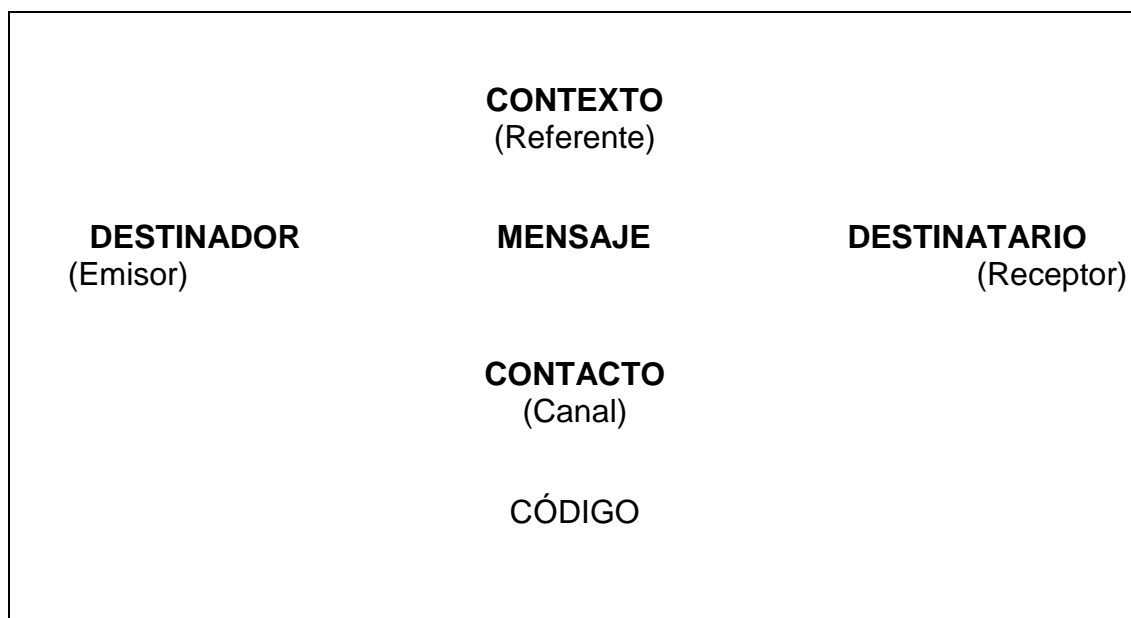 CONTEXTO
(Referente)
DESTINADOR MENSAJE DESTINATARIO
(Emisor) (Receptor)
CONTACTO
(Canal)
CÓDIGO